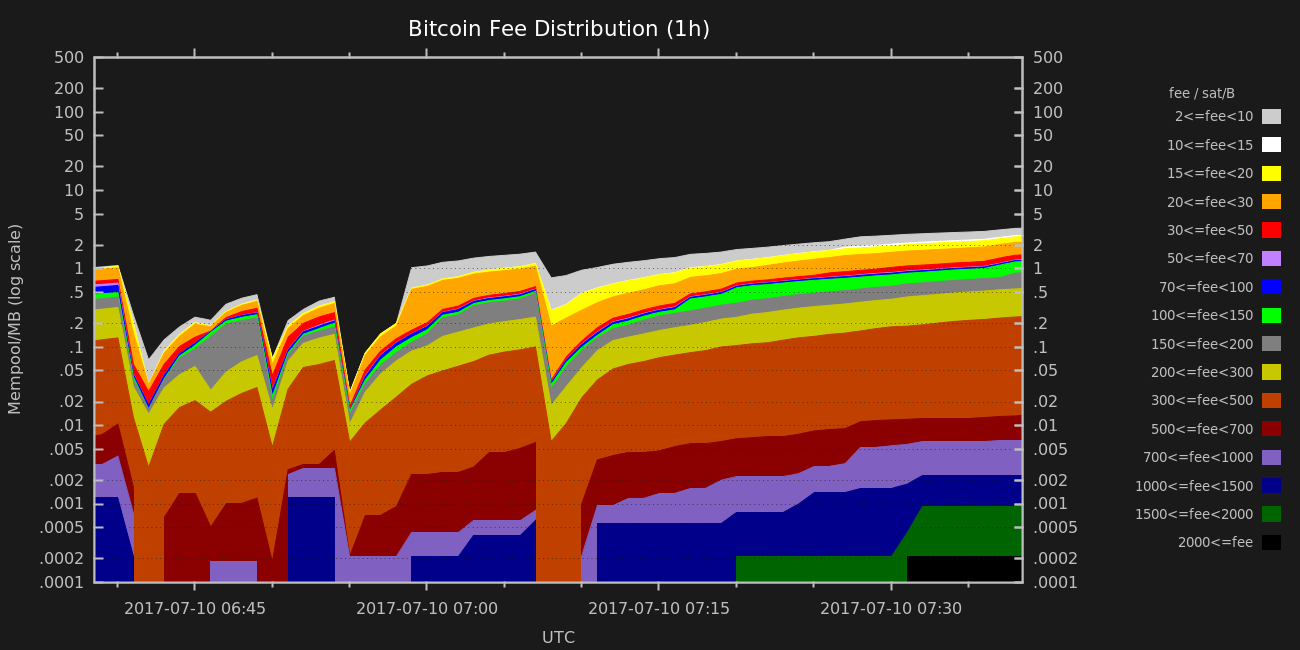 Bitcoin Fee Distribution (1h)
500 500
200 200
100 100
50 50
20 20
10 10
5 5
2 2
1 1
.5 .5
.2 .2
.1 .1
.05 .05
.02 .02
.01 .01
.005 .005
.002 .002
.001 .001
.0005 .0005
.0002 .0002
.0001 .0001
Mempool/MB (log scale)
2017-07-10 06:45 2017-07-10 07:00 2017-07-10 07:15 2017-07-10 07:30
UTC
fee / sat/B
2<=fee<10
10<=fee<15
15<=fee<20
20<=fee<30
30<=fee<50
50<=fee<70
70<=fee<100
100<=fee<150
150<=fee<200
200<=fee<300
300<=fee<500
500<=fee<700
700<=fee<1000
1000<=fee<1500
1500<=fee<2000
2000<=fee